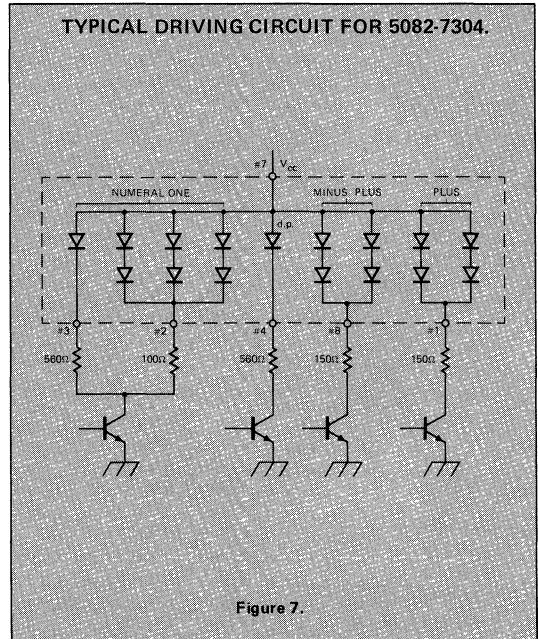 TYPICAL DRIVING CIRCUIT FOR 5082-7304.
#7 Vcc
NUMERAL ONE
MINUS PLUS
PLUS
d.p.
#3
#2
#4
#8
#1
560Ω
100Ω
560Ω
150Ω
150Ω
Figure 7.